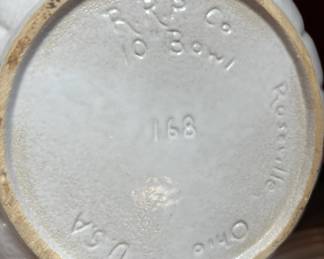 R R P Co
10 Bowl
168
Roseville
Ohio
USA